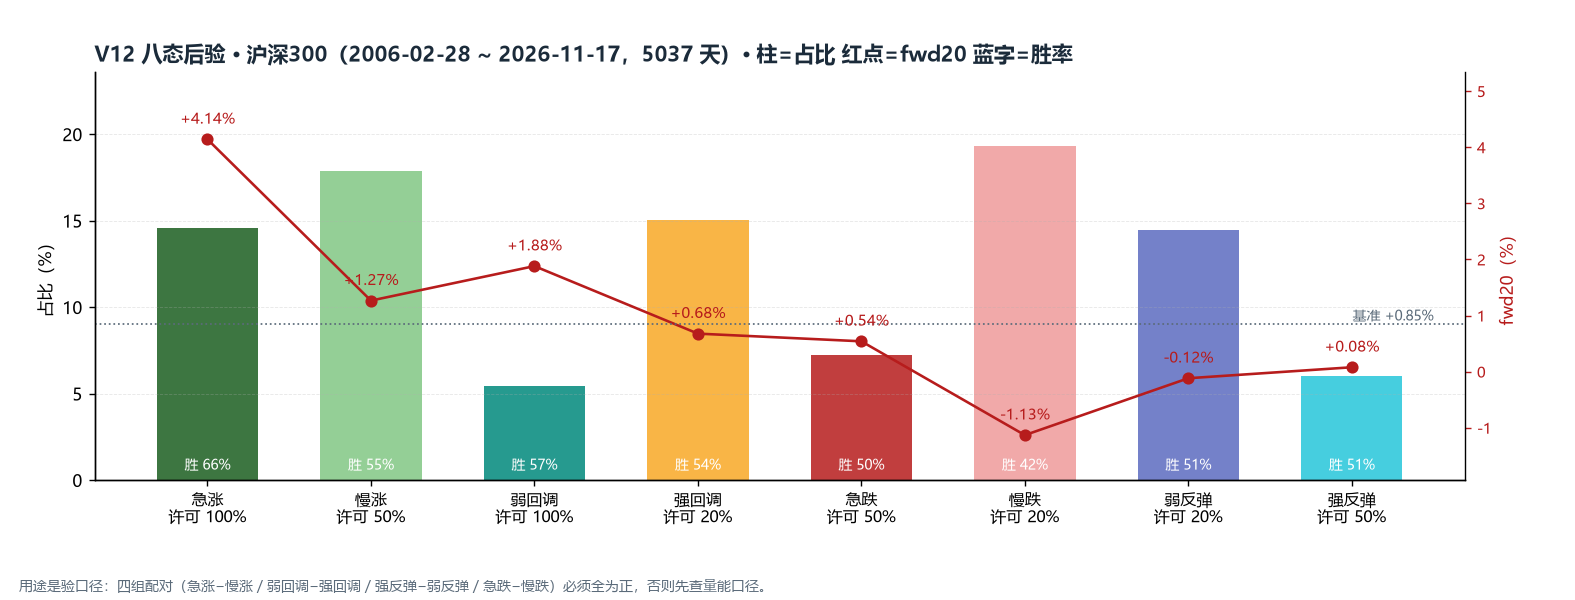 V12 八态后验 • 沪深300（2006-02-28 ~ 2026-11-17，5037 天）• 柱=占比 红点=fwd20 蓝字=胜率
占比（%）
20
15
10
5
0
+4.14%
+1.27%
+1.88%
+0.68%
+0.54%
-1.13%
-0.12%
+0.08%
基准 +0.85%
胜 66%
胜 55%
胜 57%
胜 54%
胜 50%
胜 42%
胜 51%
胜 51%
5
4
3
2
1
0
-1
fwd20（%）
急涨
许可 100%
慢涨
许可 50%
弱回调
许可 100%
强回调
许可 20%
急跌
许可 50%
慢跌
许可 20%
弱反弹
许可 20%
强反弹
许可 50%
用途是验口径：四组配对（急涨−慢涨 / 弱回调−强回调 / 强反弹−弱反弹 / 急跌−慢跌）必须全为正，否则先查量能口径。